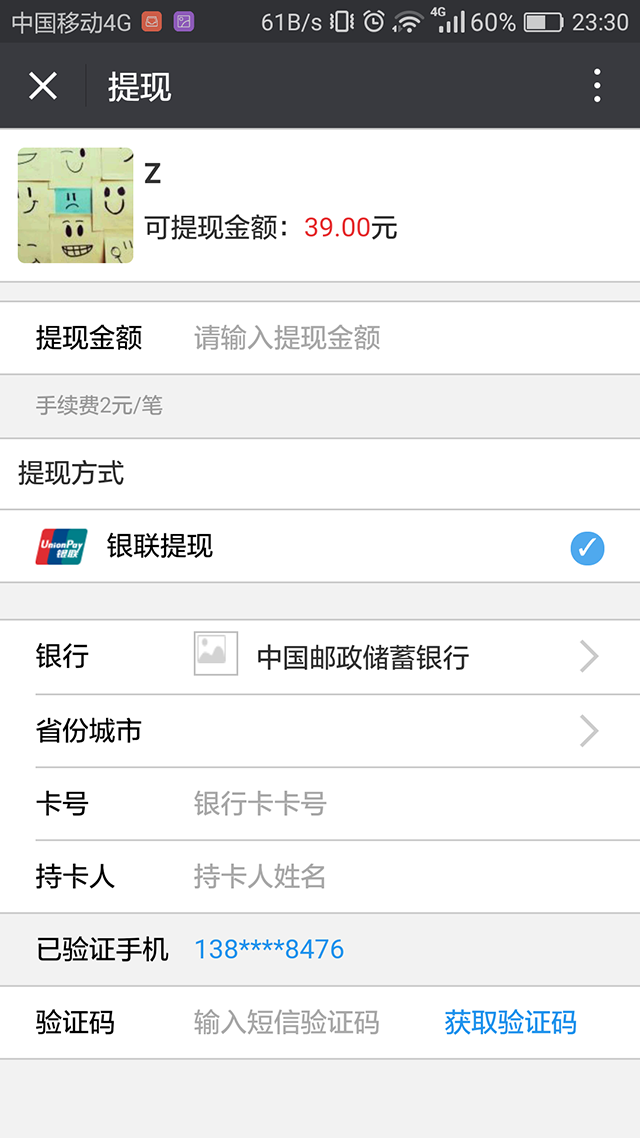 中国移动4G 61B/s 4G 60% 23:30
提现
Z
可提现金额：39.00元
提现金额 请输入提现金额
手续费2元/笔
提现方式
UnionPay 银联 银联提现
银行 中国邮政储蓄银行
省份城市
卡号 银行卡卡号
持卡人 持卡人姓名
已验证手机 138****8476
验证码 输入短信验证码 获取验证码